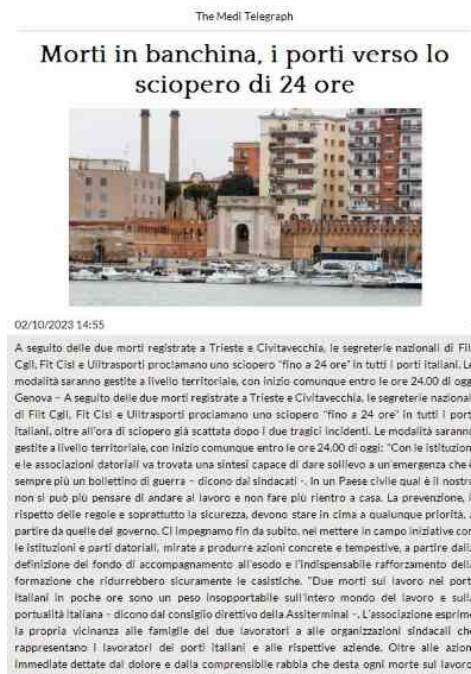 The Medi Telegraph
Morti in banchina, i porti verso lo
sciopero di 24 ore
02/10/2023 14:55
A seguito delle due morti registrate a Trieste e Civitavecchia, le segreterie nazionali di Filt
Cgil, Fit Cisl e Uiltrasporti proclamano uno sciopero "fino a 24 ore" in tutti i porti italiani. Le
modalità saranno gestite a livello territoriale, con inizio comunque entro le ore 24.00 di oggi
Genova – A seguito delle due morti registrate a Trieste e Civitavecchia, le segreterie nazionali
di Filt Cgil, Fit Cisl e Uiltrasporti proclamano uno sciopero "fino a 24 ore" in tutti i porti
italiani, oltre all'ora di sciopero già scattata dopo i due tragici incidenti. Le modalità saranno
gestite a livello territoriale, con inizio comunque entro le ore 24.00 di oggi: "Con le istituzioni
e le associazioni datoriali va trovata una sintesi capace di dare sollievo a un'emergenza che è
sempre più un bollettino di guerra – dicono dai sindacati -. In un Paese civile qual è il nostro
non si può più pensare di andare al lavoro e non fare più rientro a casa. La prevenzione, il
rispetto delle regole e soprattutto la sicurezza, devono stare in cima a qualunque priorità, a
partire da quelle del governo. Ci impegnamo fin da subito, nel mettere in campo iniziative con
le istituzioni e parti datoriali, mirate a produrre azioni concrete e tempestive, a partire dalla
definizione del fondo di accompagnamento all'esodo e l'indispensabile rafforzamento della
formazione che ridurrebbero sicuramente le casistiche. "Due morti sul lavoro nei porti
italiani in poche ore sono un peso insopportabile sull'intero mondo del lavoro e sulla
portualità italiana – dicono dal consiglio direttivo della Assiterminal -. L'associazione esprime
la propria vicinanza alle famiglie dei due lavoratori a alle organizzazioni sindacali che
rappresentano i lavoratori dei porti italiani e alle rispettive aziende. Oltre alle azioni
immediate dettate dal dolore e dalla comprensibile rabbia che desta ogni morte sul lavoro